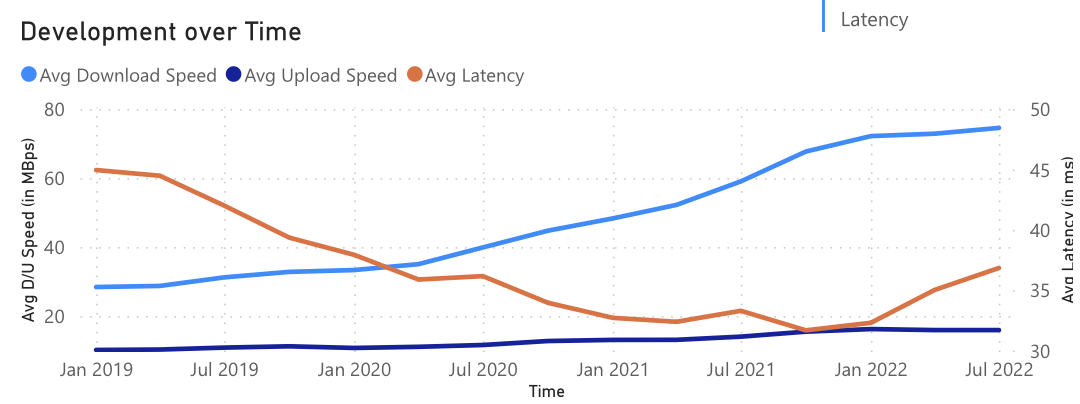 Latency
Development over Time
Avg Download Speed Avg Upload Speed Avg Latency
80 50
60 45
40 40
20 35
30
Avg D/U Speed (in MBps)
Avg Latency (in ms)
Jan 2019 Jul 2019 Jan 2020 Jul 2020 Jan 2021 Jul 2021 Jan 2022 Jul 2022
Time